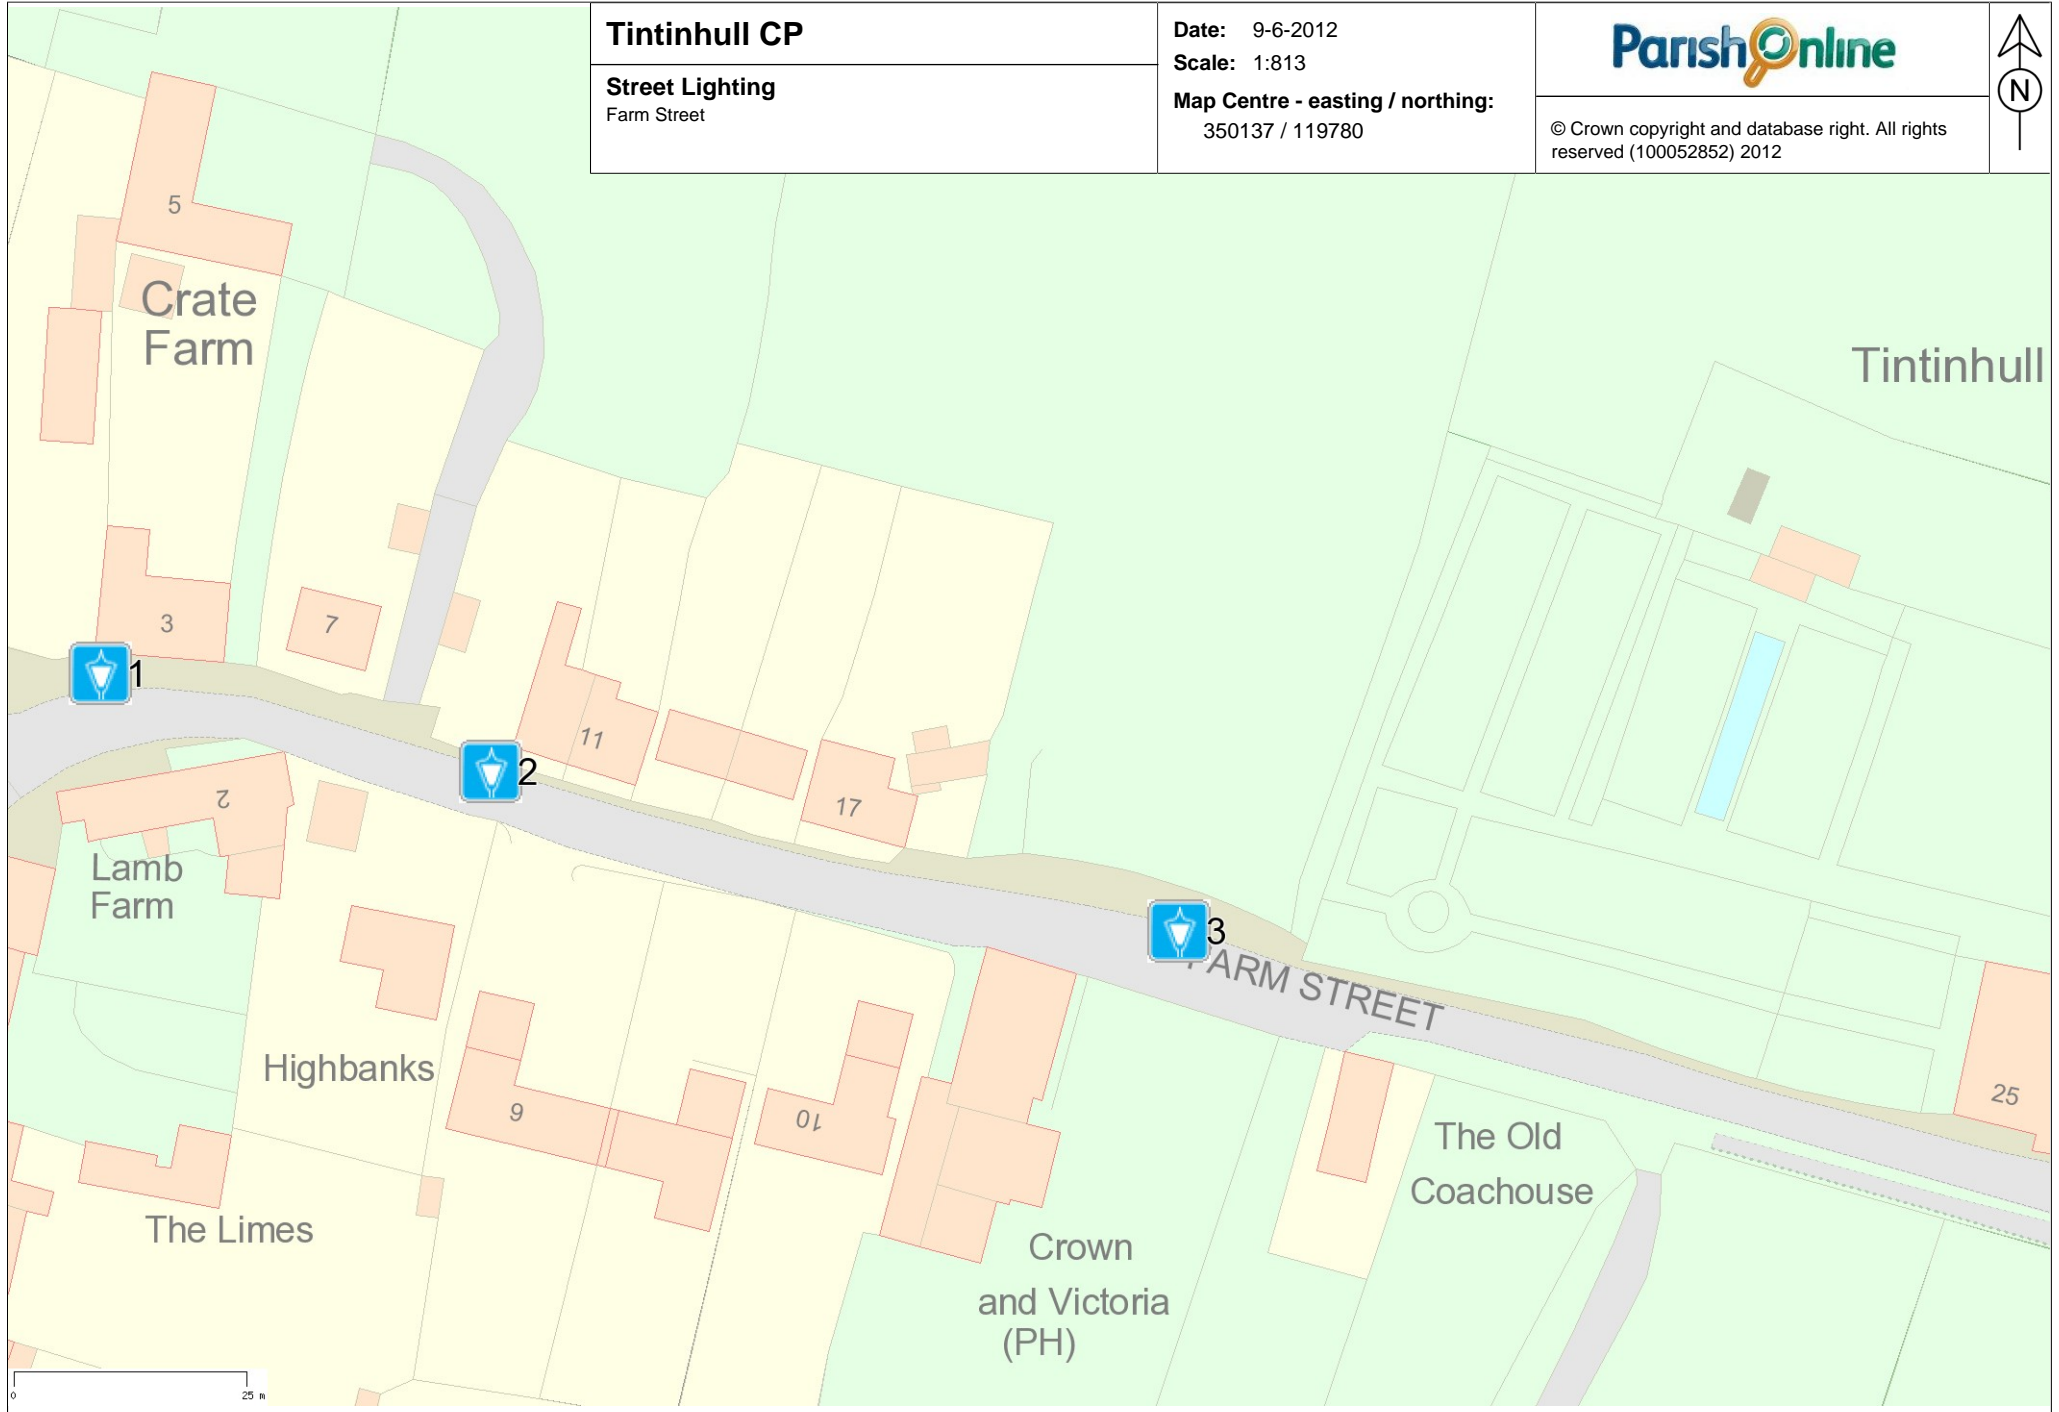 Tintinhull CP
Street Lighting
Farm Street
Date: 9-6-2012
Scale: 1:813
Map Centre - easting / northing:
350137 / 119780
ParishOnline
© Crown copyright and database right. All rights
reserved (100052852) 2012
N
5
Crate
Farm
Tintinhull
3
7
1
11
2
17
2
Lamb
Farm
3
FARM STREET
Highbanks
9
10
25
The Old
Coachouse
The Limes
Crown
and Victoria
(PH)
0 25 m